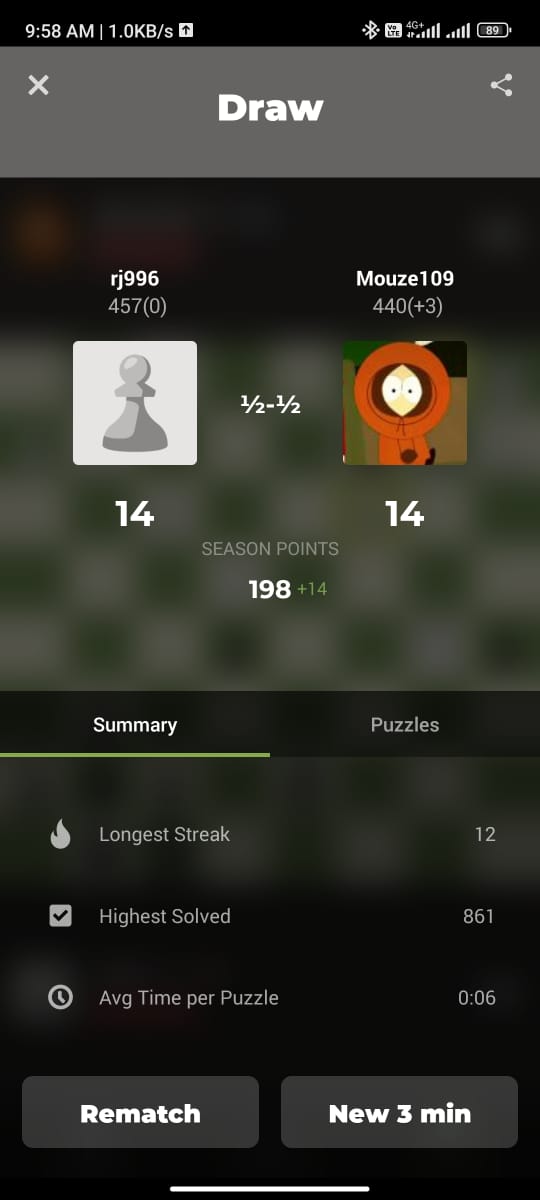 9:58 AM | 1.0KB/s
Vo LTE 4G+ 89
Draw
rj996
457(0)
Mouze109
440(+3)
½-½
14
14
SEASON POINTS
198 +14
Summary
Puzzles
Longest Streak 12
Highest Solved 861
Avg Time per Puzzle 0:06
Rematch
New 3 min